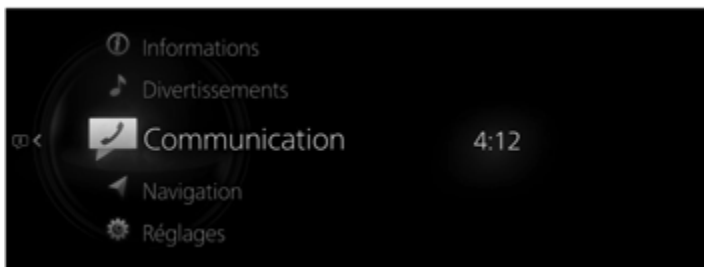 Informations
Divertissements
Communication
4:12
Navigation
Réglages